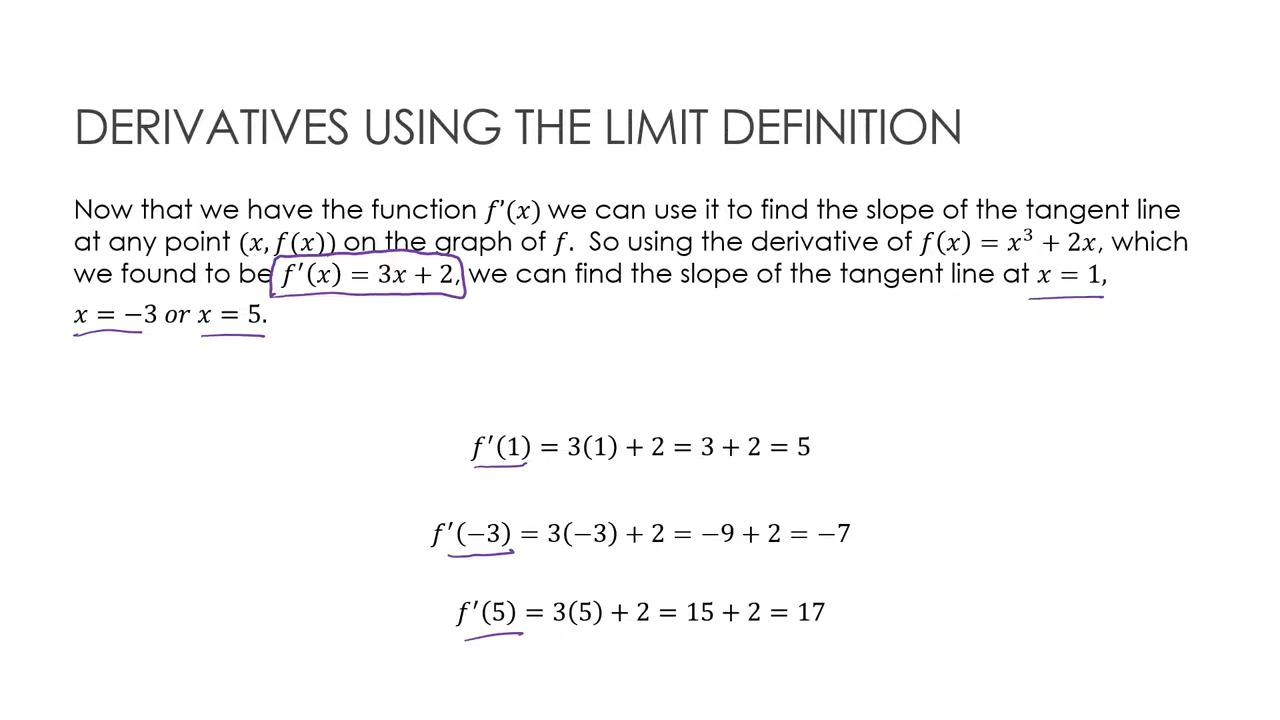 DERIVATIVES USING THE LIMIT DEFINITION
Now that we have the function f'(x) we can use it to find the slope of the tangent line
at any point (x, f(x)) on the graph of f. So using the derivative of f(x) = x³ + 2x, which
we found to be f′(x) = 3x + 2, we can find the slope of the tangent line at x = 1,
x = −3 or x = 5.
f′(1) = 3(1) + 2 = 3 + 2 = 5
f′(−3) = 3(−3) + 2 = −9 + 2 = −7
f′(5) = 3(5) + 2 = 15 + 2 = 17